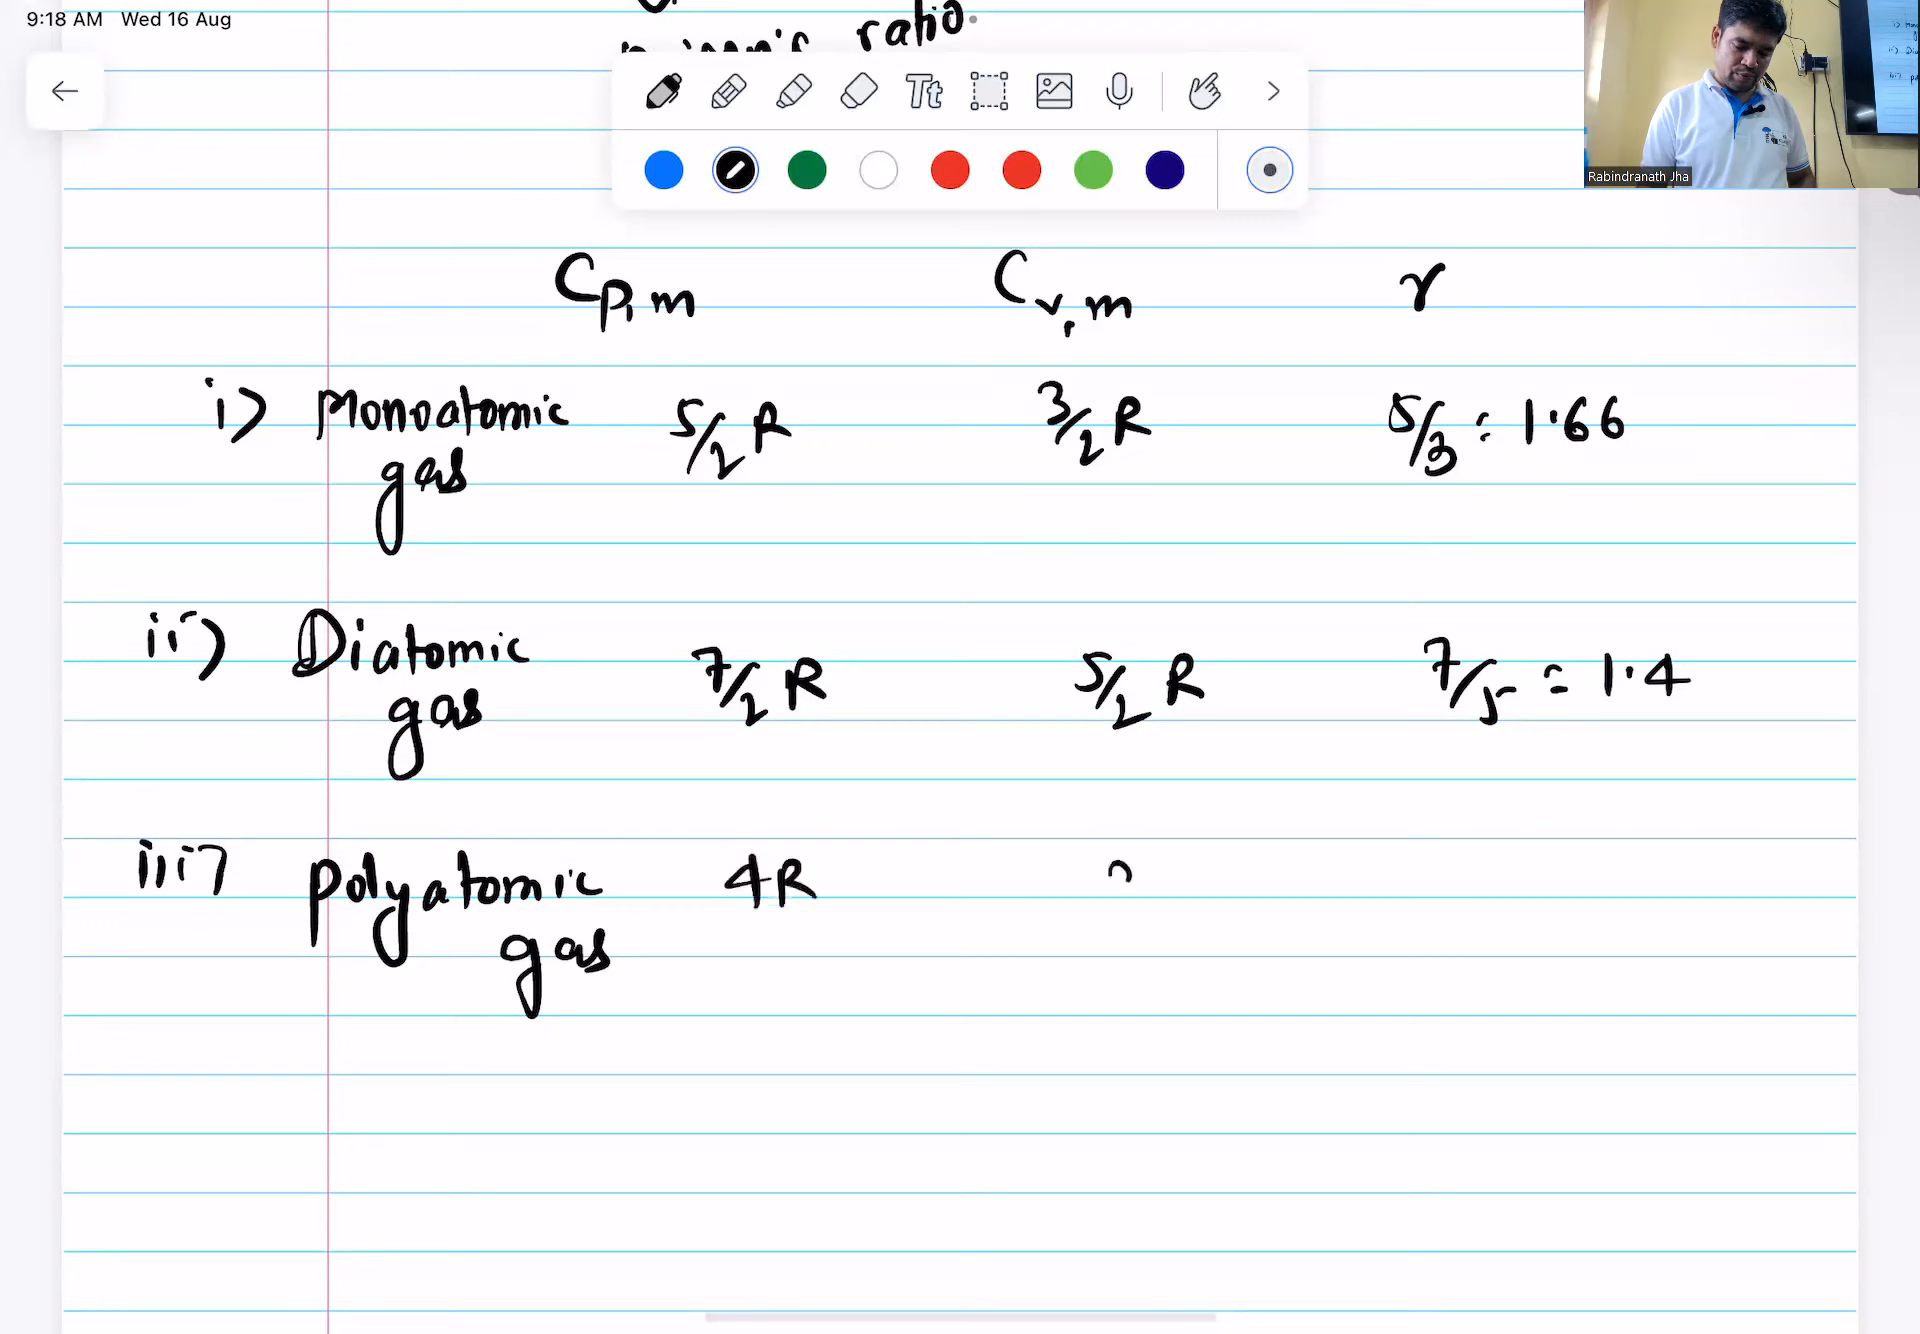 9:18 AM Wed 16 Aug
ratio.
Tt
Rabindranath Jha
Cp,m Cv,m γ
i) Monoatomic gas 5/2 R 3/2 R 5/3 = 1.66
ii) Diatomic gas 7/2 R 5/2 R 7/5 = 1.4
iii) polyatomic gas 4R